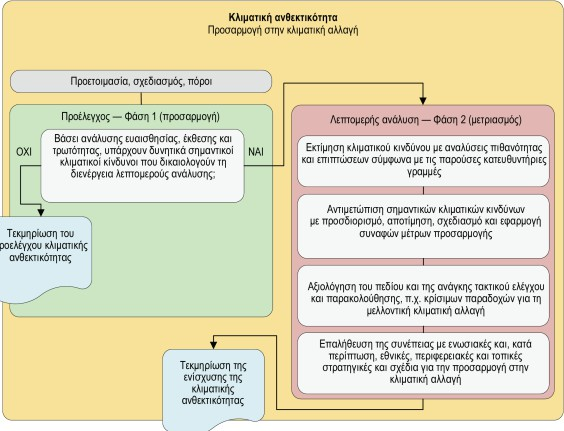 Κλιματική ανθεκτικότητα
Προσαρμογή στην κλιματική αλλαγή
Προετοιμασία, σχεδιασμός, πόροι
Προέλεγχος — Φάση 1 (προσαρμογή)
ΟΧΙ
Βάσει ανάλυσης ευαισθησίας, έκθεσης και
τρωτότητας, υπάρχουν δυνητικά σημαντικοί
κλιματικοί κίνδυνοι που δικαιολογούν τη
διενέργεια λεπτομερούς ανάλυσης;
ΝΑΙ
Τεκμηρίωση του
ροελέγχου κλιματικής
ανθεκτικότητας
Λεπτομερής ανάλυση — Φάση 2 (μετριασμός)
Εκτίμηση κλιματικού κινδύνου με αναλύσεις πιθανότητας
και επιπτώσεων σύμφωνα με τις παρούσες κατευθυντήριες
γραμμές
Αντιμετώπιση σημαντικών κλιματικών κινδύνων
με προσδιορισμό, αποτίμηση, σχεδιασμό και εφαρμογή
συναφών μέτρων προσαρμογής
Αξιολόγηση του πεδίου και της ανάγκης τακτικού ελέγχου
και παρακολούθησης, π.χ. κρίσιμων παραδοχών για τη
μελλοντική κλιματική αλλαγή
Επαλήθευση της συνέπειας με ενωσιακές και, κατά
περίπτωση, εθνικές, περιφερειακές και τοπικές
στρατηγικές και σχέδια για την προσαρμογή στην
κλιματική αλλαγή
Τεκμηρίωση της
ενίσχυσης της
κλιματικής
ανθεκτικότητας